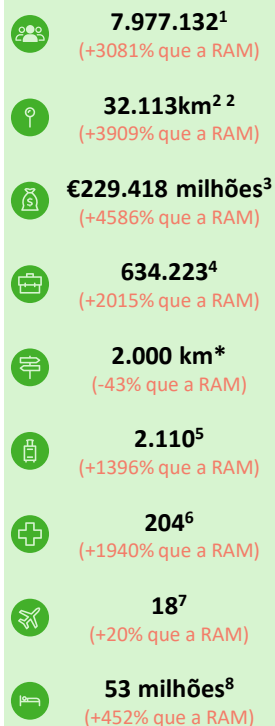 7.977.132¹
(+3081% que a RAM)
32.113km² ²
(+3909% que a RAM)
€229.418 milhões³
(+4586% que a RAM)
634.223⁴
(+2015% que a RAM)
2.000 km*
(-43% que a RAM)
2.110⁵
(+1396% que a RAM)
204⁶
(+1940% que a RAM)
18⁷
(+20% que a RAM)
53 milhões⁸
(+452% que a RAM)